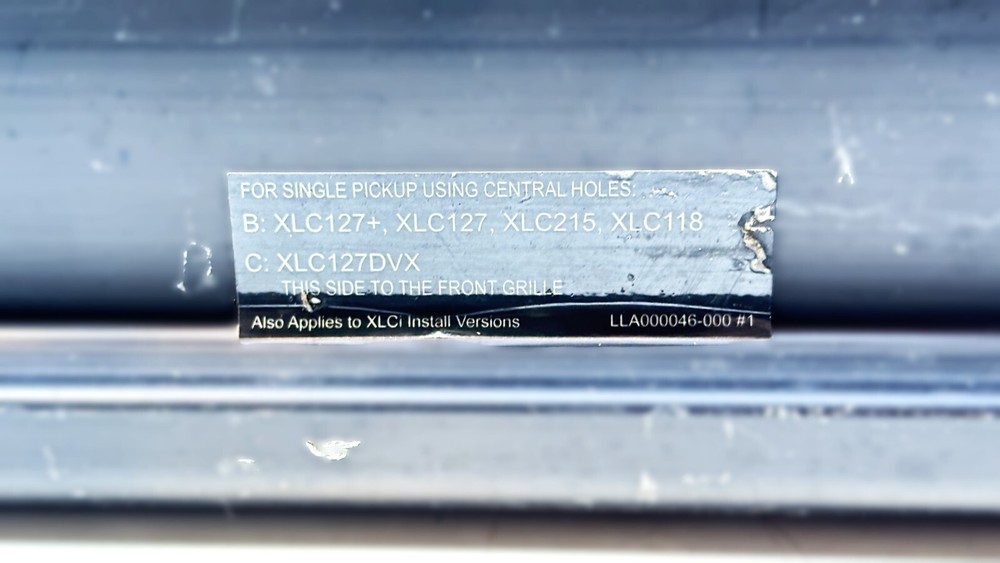 FOR SINGLE PICKUP USING CENTRAL HOLES:
B: XLC127+, XLC127, XLC215, XLC118
C: XLC127DVX
THIS SIDE TO THE FRONT GRILLE
Also Applies to XLCi Install Versions LLA000046-000 #1